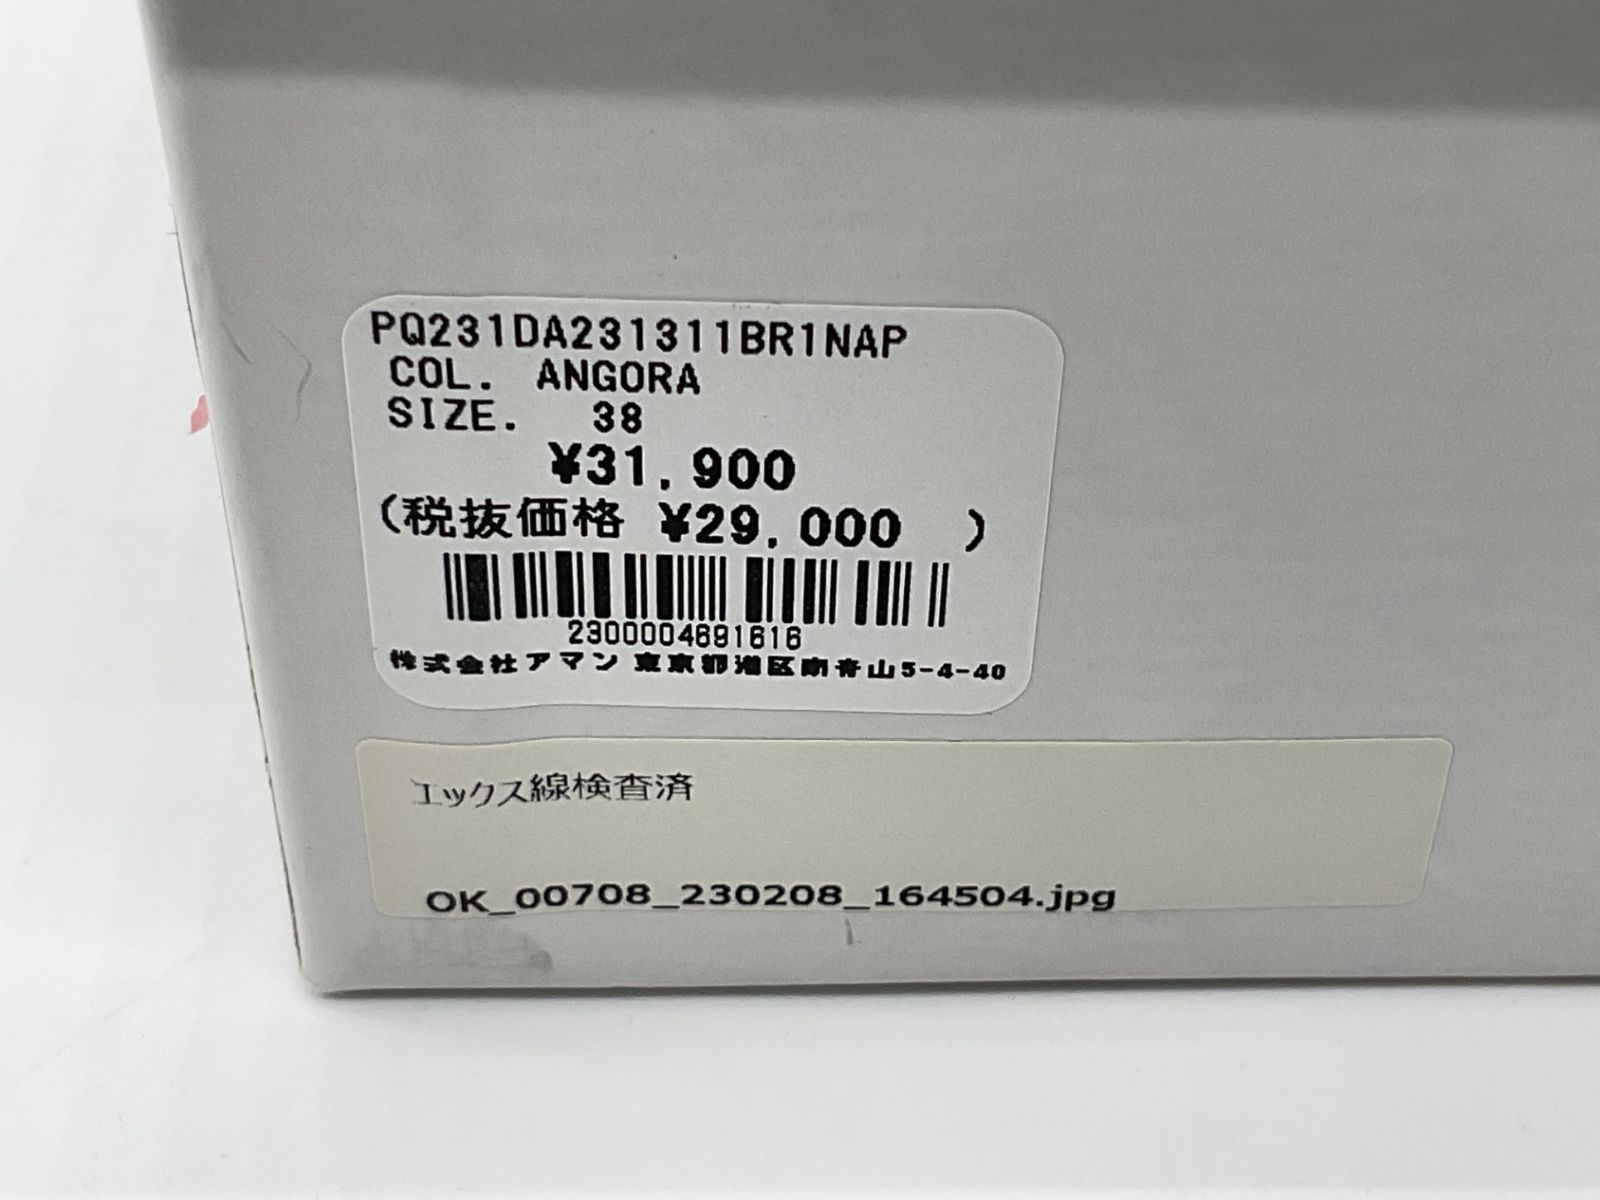 PQ231DA231311BR1NAP
COL. ANGORA
SIZE. 38
¥31,900
(税抜価格 ¥29,000 )
2300004691616
株式会社アマン 東京都港区南青山5-4-40
エックス線検査済
OK_00708_230208_164504.jpg